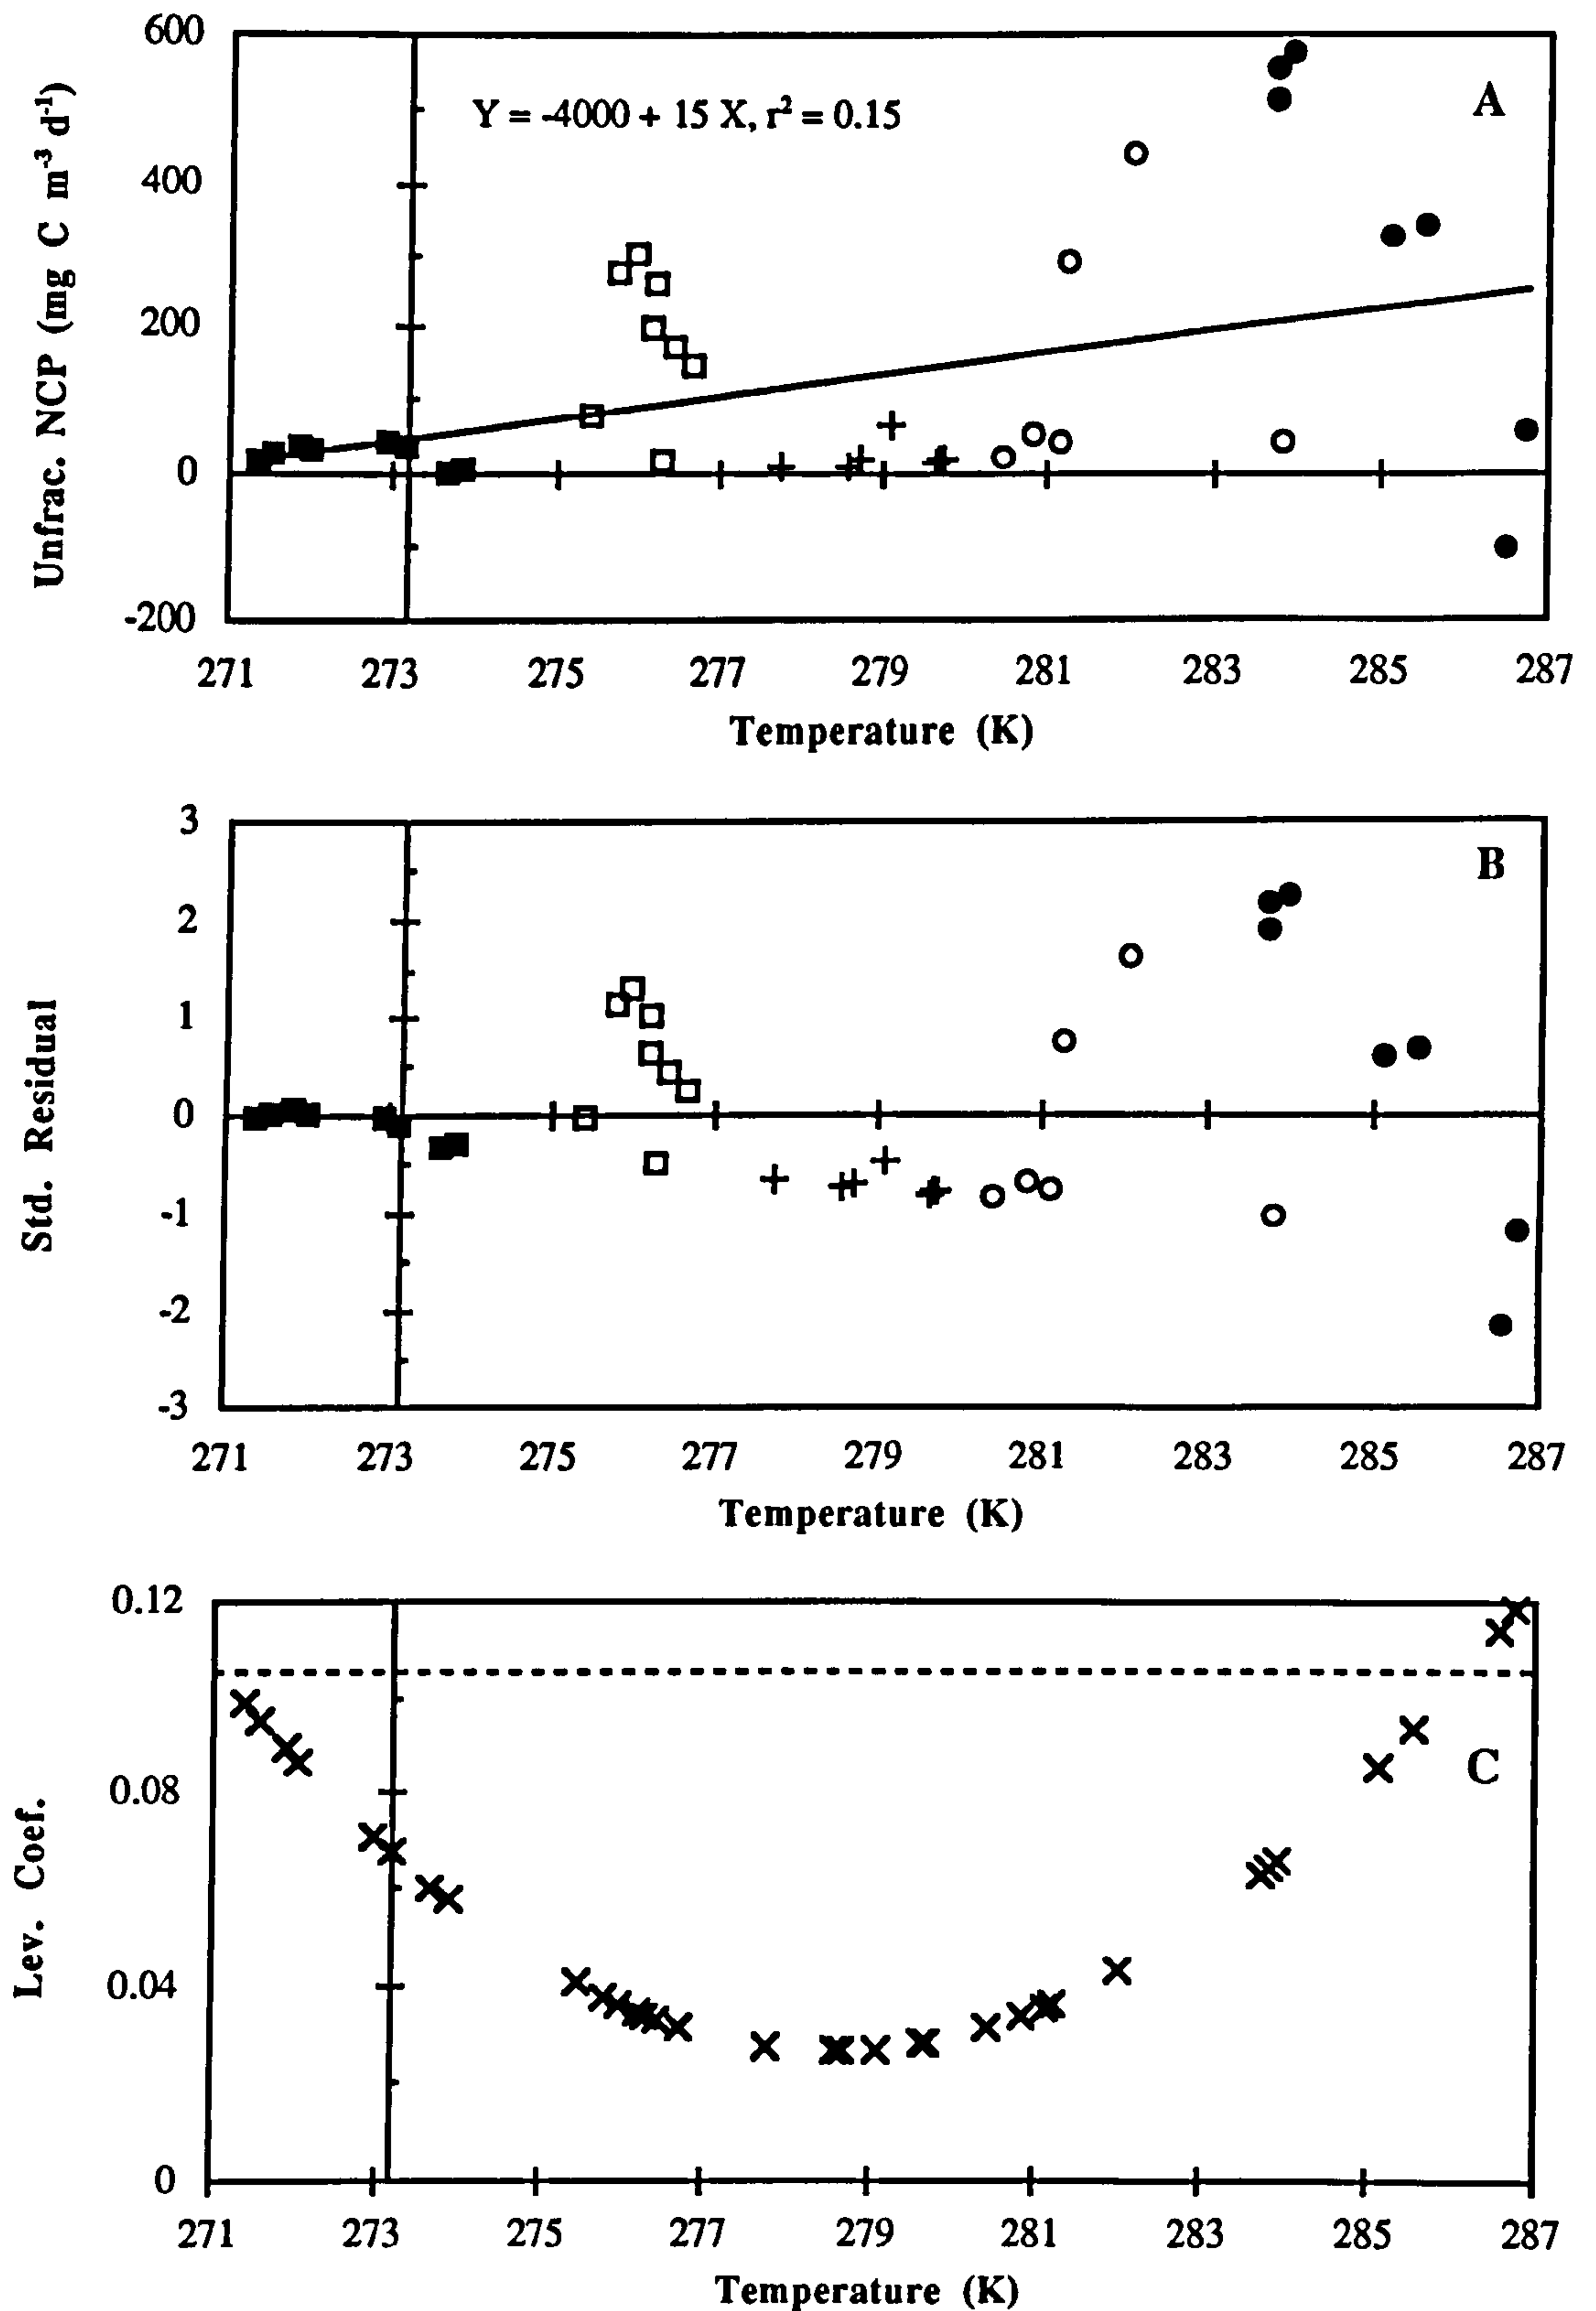 600
400
200
0
-200
Unfrac. NCP (mg C m⁻³ d⁻¹)
Y = -4000 + 15 X, r² = 0.15
A
271 273 275 277 279 281 283 285 287
Temperature (K)
3
2
1
0
-1
-2
-3
Std. Residual
B
271 273 275 277 279 281 283 285 287
Temperature (K)
0.12
0.08
0.04
0
Lev. Coef.
C
271 273 275 277 279 281 283 285 287
Temperature (K)